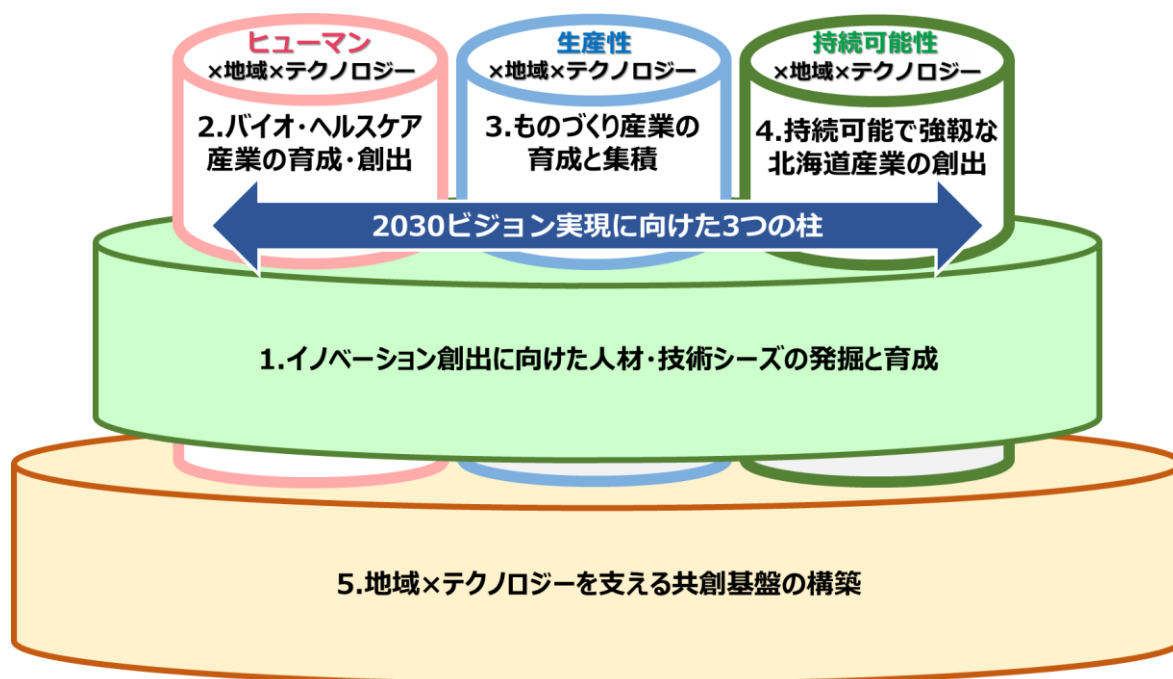 ヒューマン
×地域×テクノロジー
2.バイオ・ヘルスケア
産業の育成・創出
生産性
×地域×テクノロジー
3.ものづくり産業の
育成と集積
持続可能性
×地域×テクノロジー
4.持続可能で強靱な
北海道産業の創出
2030ビジョン実現に向けた3つの柱
1.イノベーション創出に向けた人材・技術シーズの発掘と育成
5.地域×テクノロジーを支える共創基盤の構築